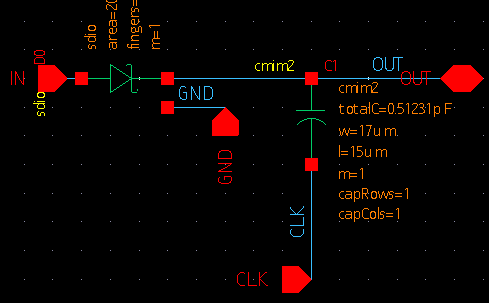 sdio
area=20
fingers=
m=1
D0
IN
sdio
cmim2
C1
OUT
OUT
GND
GND
cmim2
totalC=0.51231p F
w=17u m
l=15u m
m=1
capRows=1
capCols=1
CLK
CLK